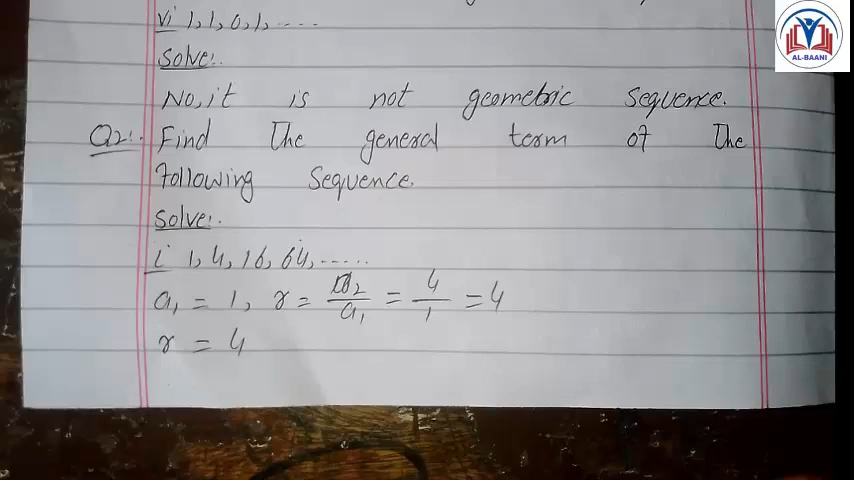 vi 1, 1, 0, 1, .....
Solve:.
No, it is not geometric Sequence.
Q2:. Find The general term of The
following Sequence.
Solve:.
i 1, 4, 16, 64, ......
a₁ = 1, r = a₂/a₁ = 4/1 = 4
r = 4
AL-BAANI